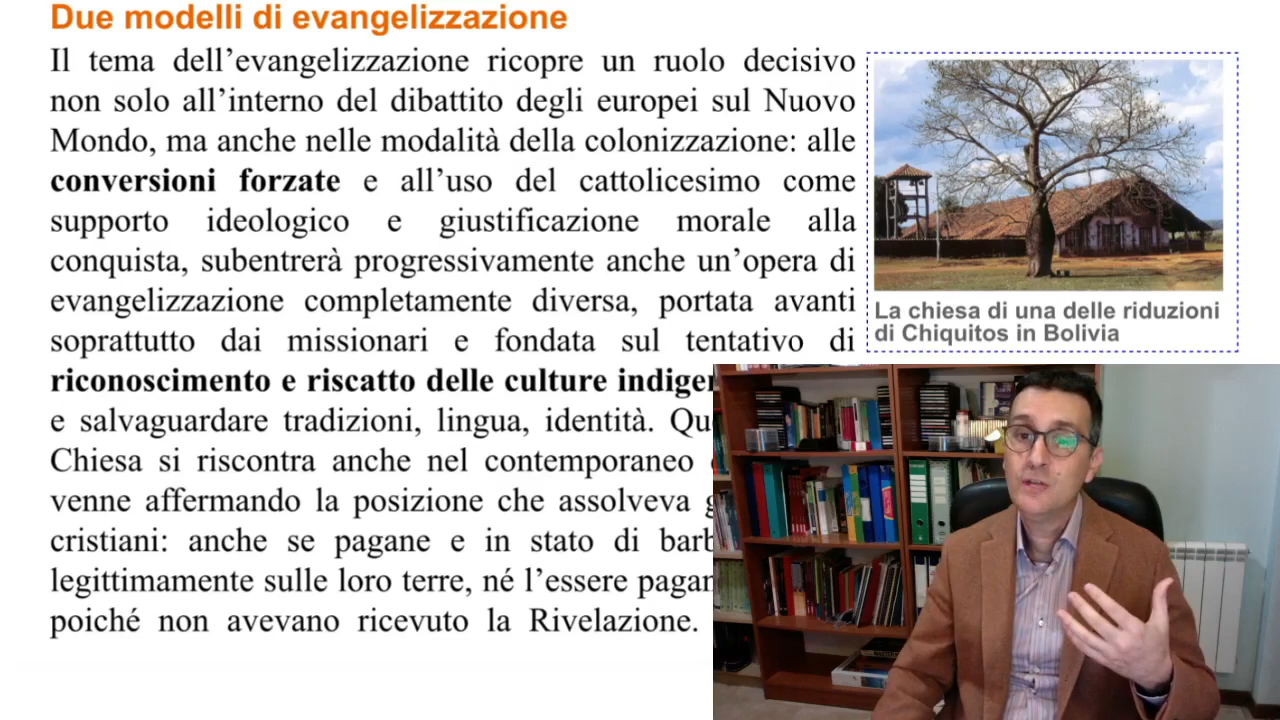 Due modelli di evangelizzazione
Il tema dell’evangelizzazione ricopre un ruolo decisivo
non solo all’interno del dibattito degli europei sul Nuovo
Mondo, ma anche nelle modalità della colonizzazione: alle
conversioni forzate e all’uso del cattolicesimo come
supporto ideologico e giustificazione morale alla
conquista, subentrerà progressivamente anche un’opera di
evangelizzazione completamente diversa, portata avanti
soprattutto dai missionari e fondata sul tentativo di
riconoscimento e riscatto delle culture
e salvaguardare tradizioni, lingua, identità.
Chiesa si riscontra anche nel contemporaneo
venne affermando la posizione che assolveva
cristiani: anche se pagane e in stato di
legittimamente sulle loro terre, né l’essere
poiché non avevano ricevuto la Rivelazione.
La chiesa di una delle riduzioni
di Chiquitos in Bolivia